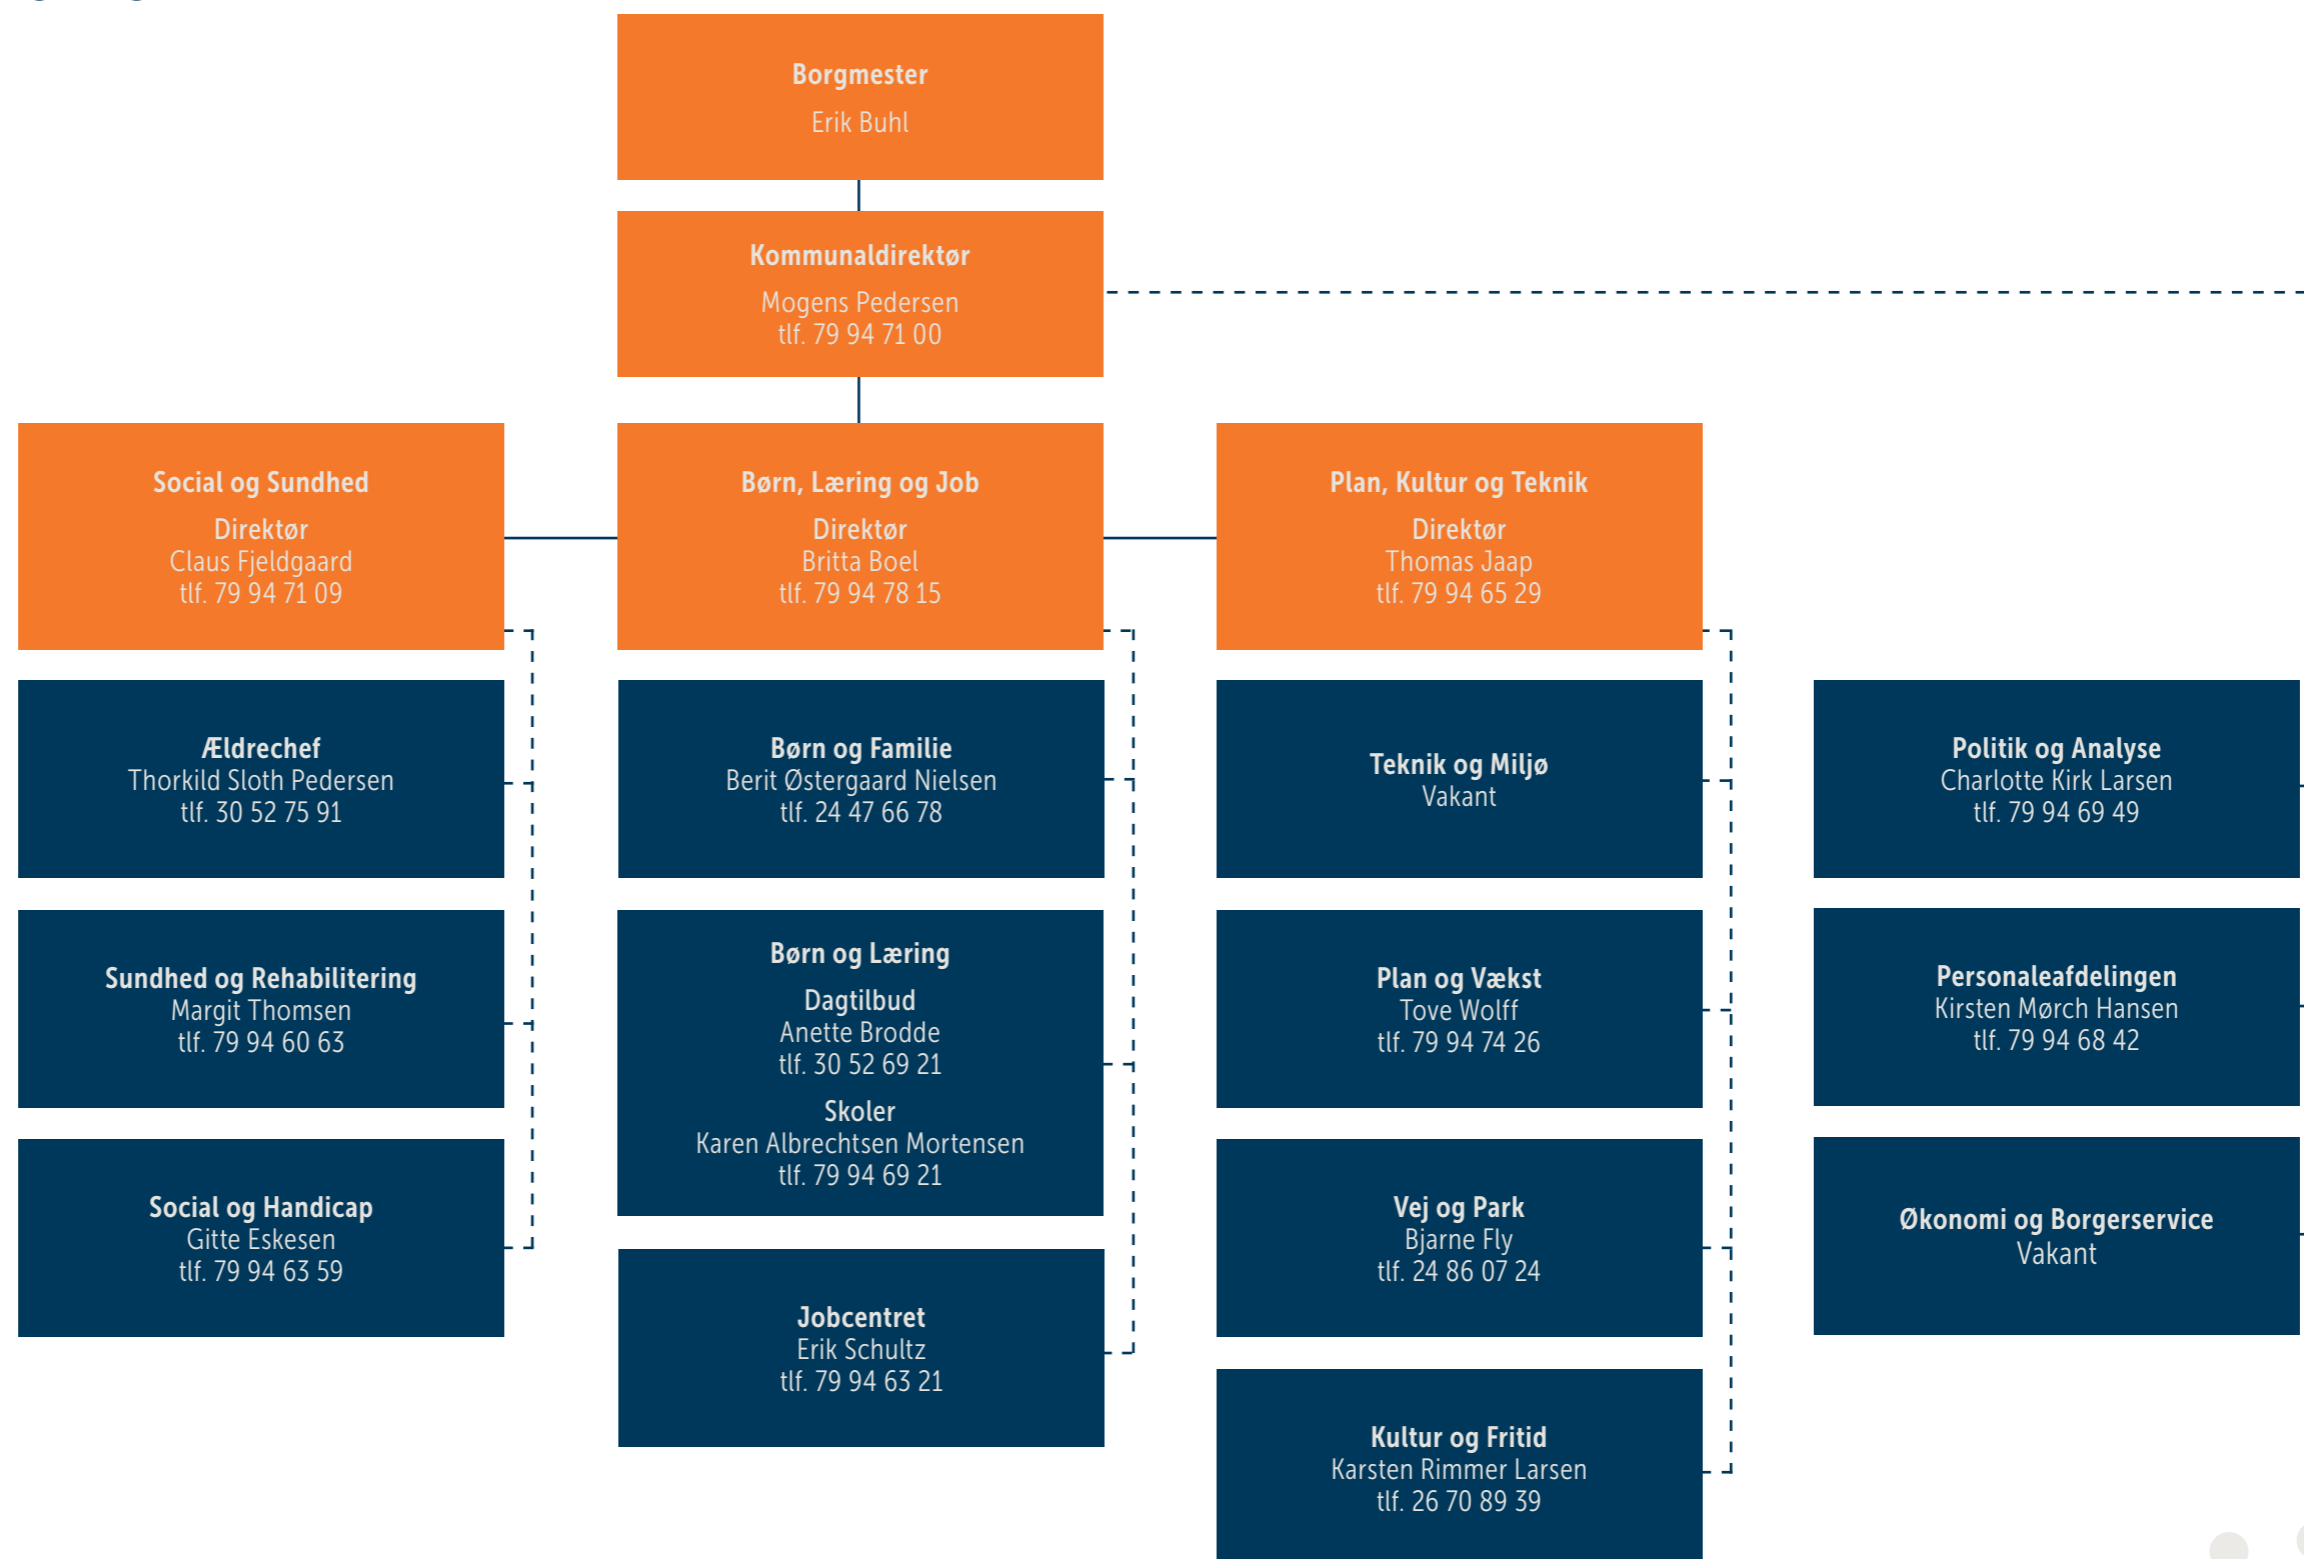 Borgmester
Erik Buhl
Kommunaldirektør
Mogens Pedersen
tlf. 79 94 71 00
Social og Sundhed
Direktør
Claus Fjeldgaard
tlf. 79 94 71 09
Børn, Læring og Job
Direktør
Britta Boel
tlf. 79 94 78 15
Plan, Kultur og Teknik
Direktør
Thomas Jaap
tlf. 79 94 65 29
Ældrechef
Thorkild Sloth Pedersen
tlf. 30 52 75 91
Sundhed og Rehabilitering
Margit Thomsen
tlf. 79 94 60 63
Social og Handicap
Gitte Eskesen
tlf. 79 94 63 59
Børn og Familie
Berit Østergaard Nielsen
tlf. 24 47 66 78
Børn og Læring
Dagtilbud
Anette Brodde
tlf. 30 52 69 21
Skoler
Karen Albrechtsen Mortensen
tlf. 79 94 69 21
Jobcentret
Erik Schultz
tlf. 79 94 63 21
Teknik og Miljø
Vakant
Plan og Vækst
Tove Wolff
tlf. 79 94 74 26
Vej og Park
Bjarne Fly
tlf. 24 86 07 24
Kultur og Fritid
Karsten Rimmer Larsen
tlf. 26 70 89 39
Politik og Analyse
Charlotte Kirk Larsen
tlf. 79 94 69 49
Personaleafdelingen
Kirsten Mørch Hansen
tlf. 79 94 68 42
Økonomi og Borgerservice
Vakant